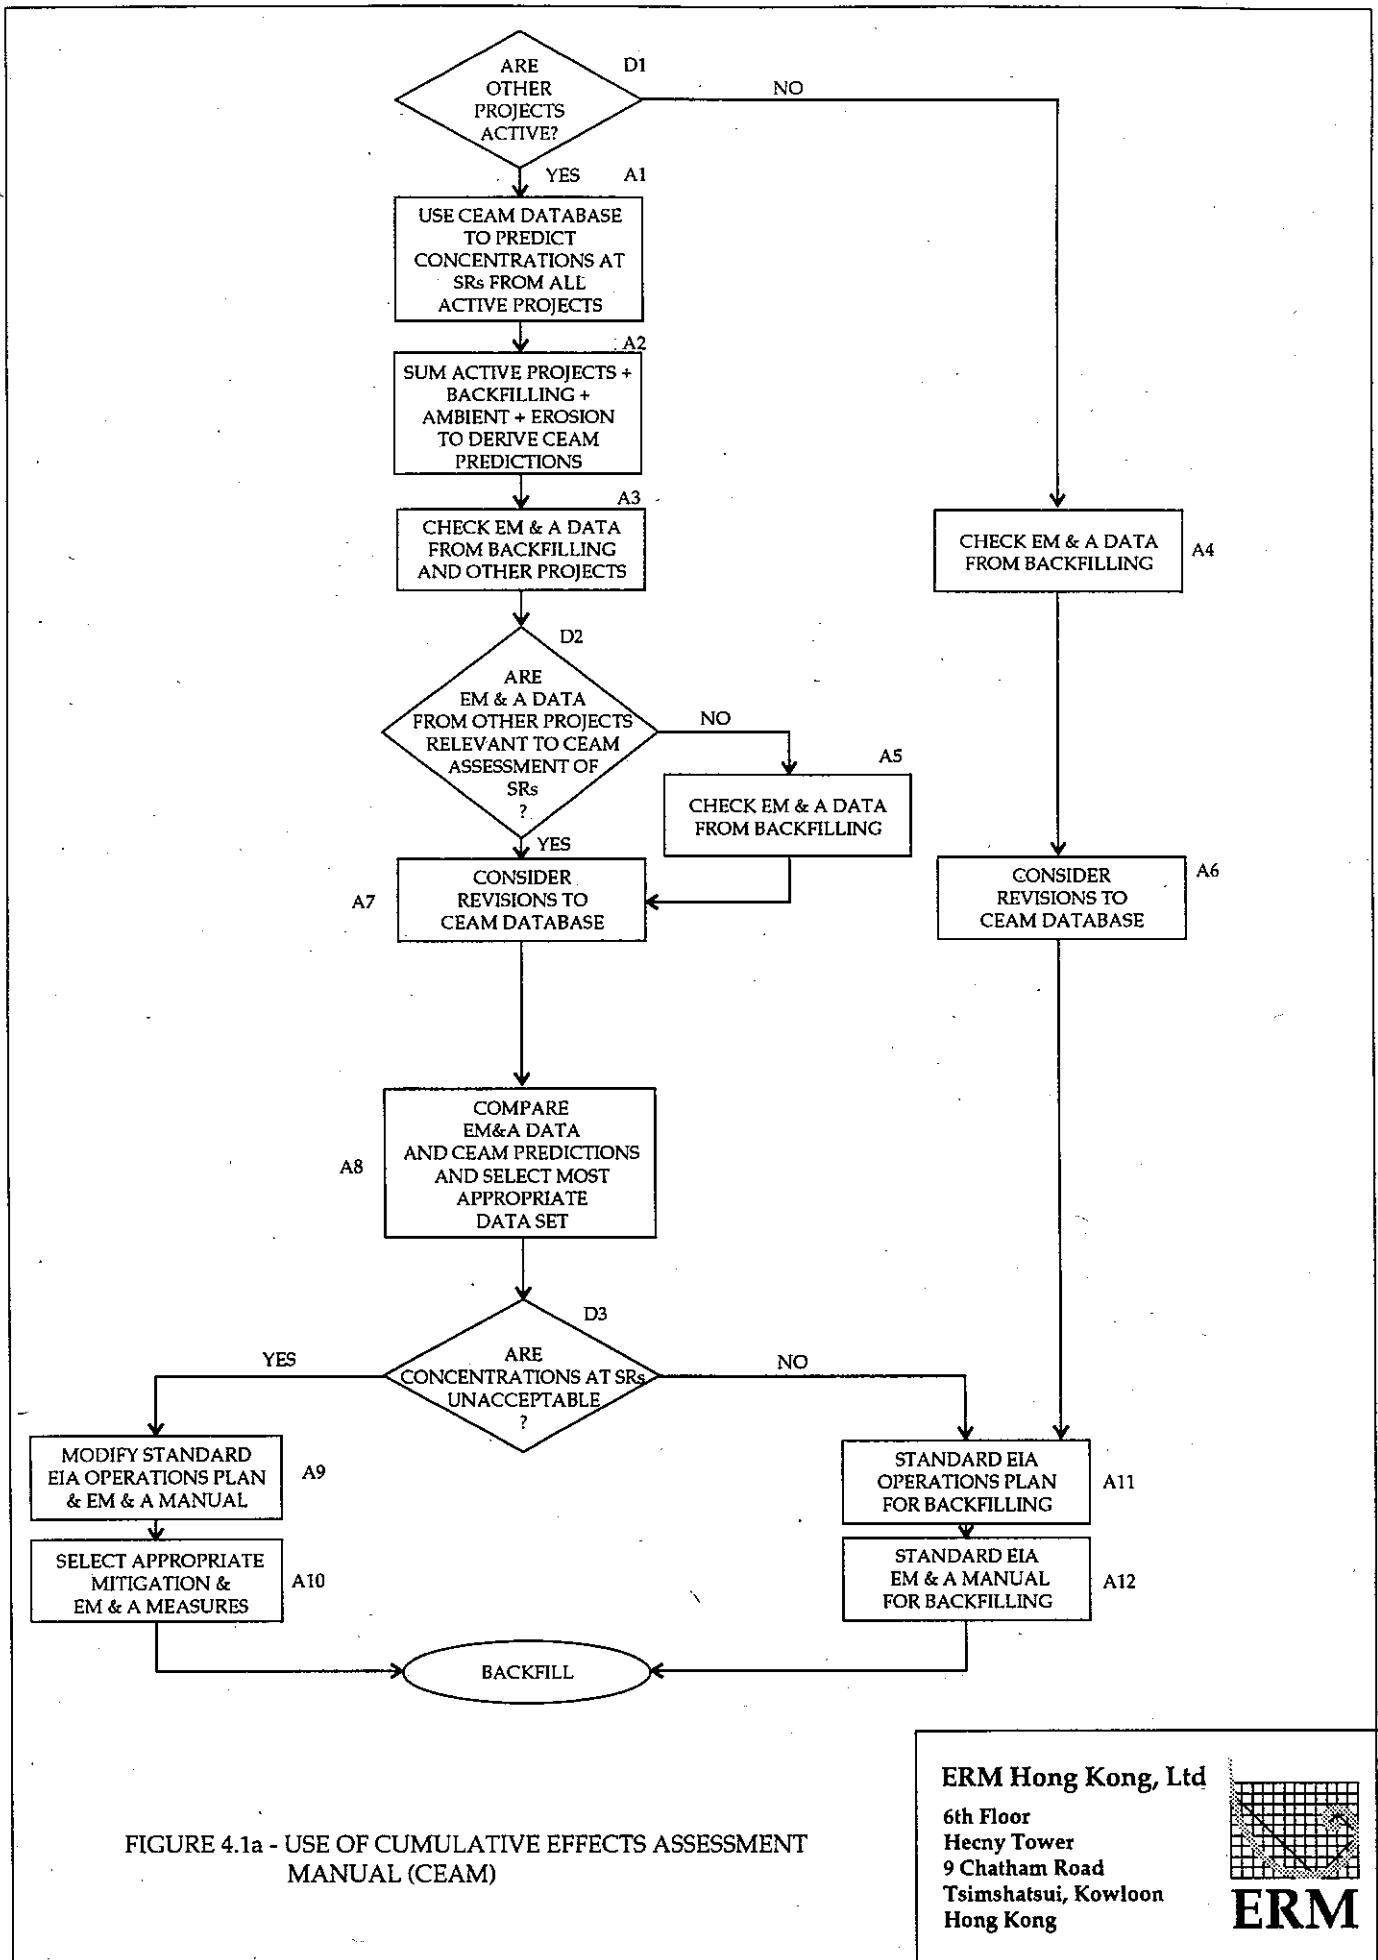 ARE
OTHER
PROJECTS
ACTIVE?
D1
NO
YES
A1
USE CEAM DATABASE
TO PREDICT
CONCENTRATIONS AT
SRs FROM ALL
ACTIVE PROJECTS
A2
SUM ACTIVE PROJECTS +
BACKFILLING +
AMBIENT + EROSION
TO DERIVE CEAM
PREDICTIONS
A3
CHECK EM & A DATA
FROM BACKFILLING
AND OTHER PROJECTS
CHECK EM & A DATA
FROM BACKFILLING
A4
D2
ARE
EM & A DATA
FROM OTHER PROJECTS
RELEVANT TO CEAM
ASSESSMENT OF
SRs
?
NO
A5
CHECK EM & A DATA
FROM BACKFILLING
YES
A7
CONSIDER
REVISIONS TO
CEAM DATABASE
CONSIDER
REVISIONS TO
CEAM DATABASE
A6
A8
COMPARE
EM&A DATA
AND CEAM PREDICTIONS
AND SELECT MOST
APPROPRIATE
DATA SET
D3
ARE
CONCENTRATIONS AT SRs
UNACCEPTABLE
?
YES
NO
MODIFY STANDARD
EIA OPERATIONS PLAN
& EM & A MANUAL
A9
STANDARD EIA
OPERATIONS PLAN
FOR BACKFILLING
A11
SELECT APPROPRIATE
MITIGATION &
EM & A MEASURES
A10
STANDARD EIA
EM & A MANUAL
FOR BACKFILLING
A12
BACKFILL
FIGURE 4.1a - USE OF CUMULATIVE EFFECTS ASSESSMENT
MANUAL (CEAM)
ERM Hong Kong, Ltd
6th Floor
Hecny Tower
9 Chatham Road
Tsimshatsui, Kowloon
Hong Kong
ERM